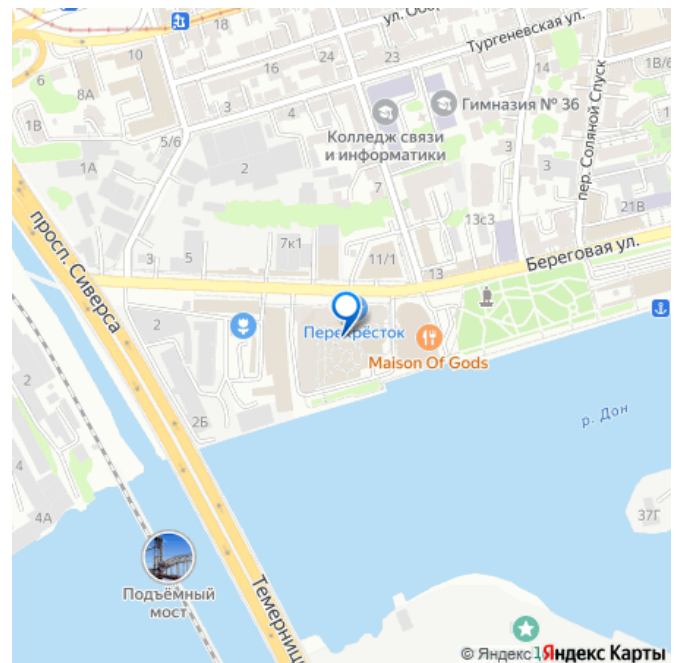 ул. Обор
Тургеневская ул.
10
18
16
24
6
8А
3
4
3
14
1В/6
1В
5/6
Гимназия № 36
Колледж связи
и информатики
пер. Соляной Спуск
1А
2
7
3
21В
13с3
3
5
7к1
11/1
13
Береговая ул.
просп. Сиверса
2
Перекрёсток
Maison Of Gods
2
2Б
4
р. Дон
4А
37Г
Подъёмный
мост
Темерниц
© Яндекс
Яндекс Карты